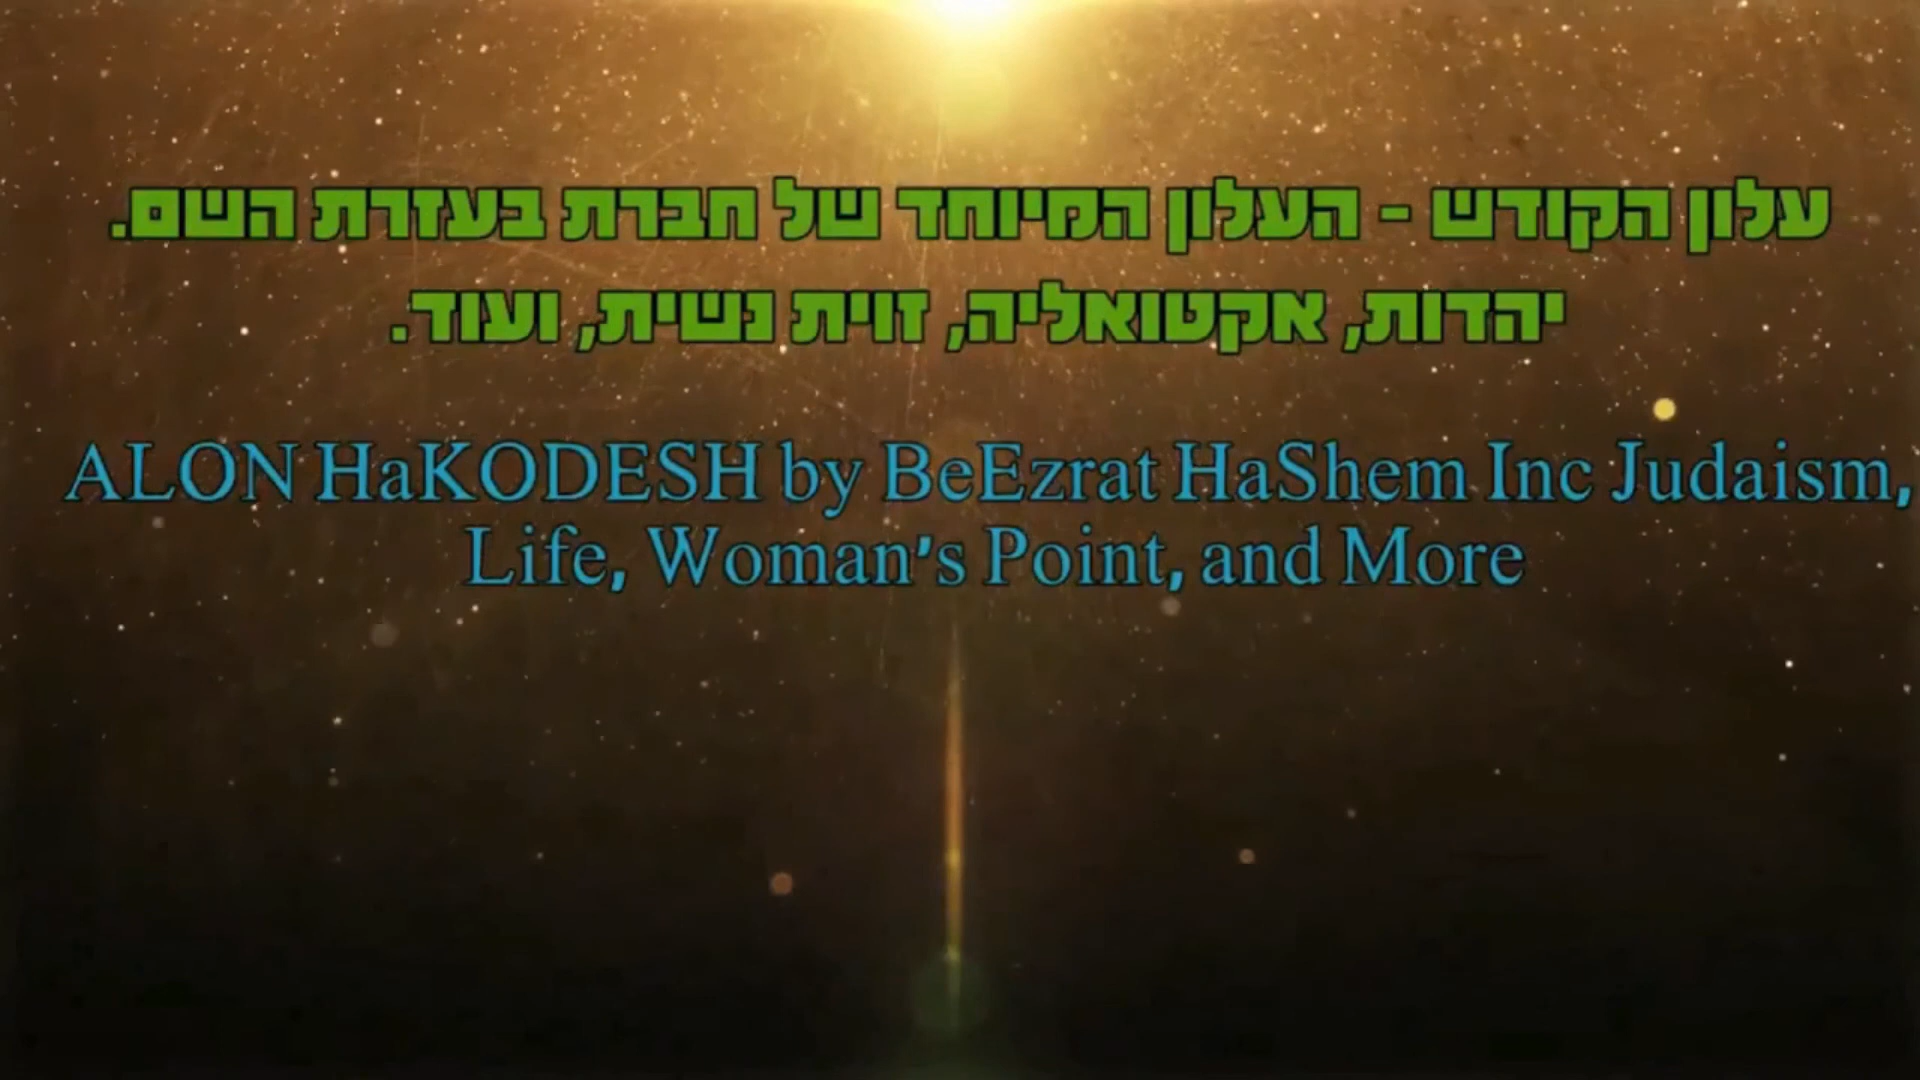 עלון הקודש - העלון המיוחד של חברת בעזרת השם.
יהדות, אקטואליה, זוית נשית, ועוד.
ALON HaKODESH by BeEzrat HaShem Inc Judaism,
Life, Woman's Point, and More